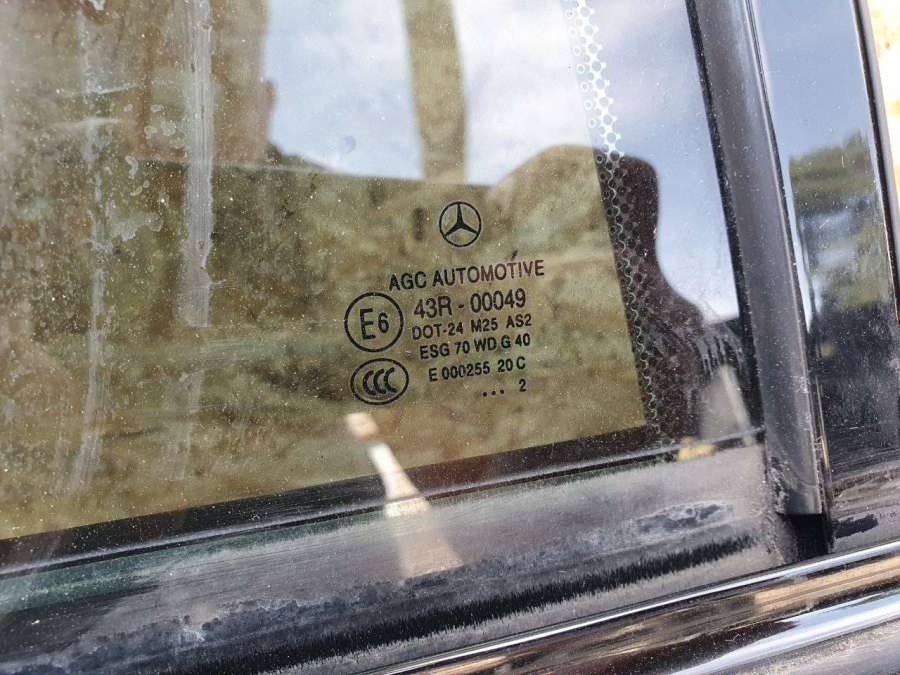 AGC AUTOMOTIVE
E6 43R - 00049
DOT-24 M25 AS2
ESG 70 WD G 40
CCC E 000255 20 C
... 2